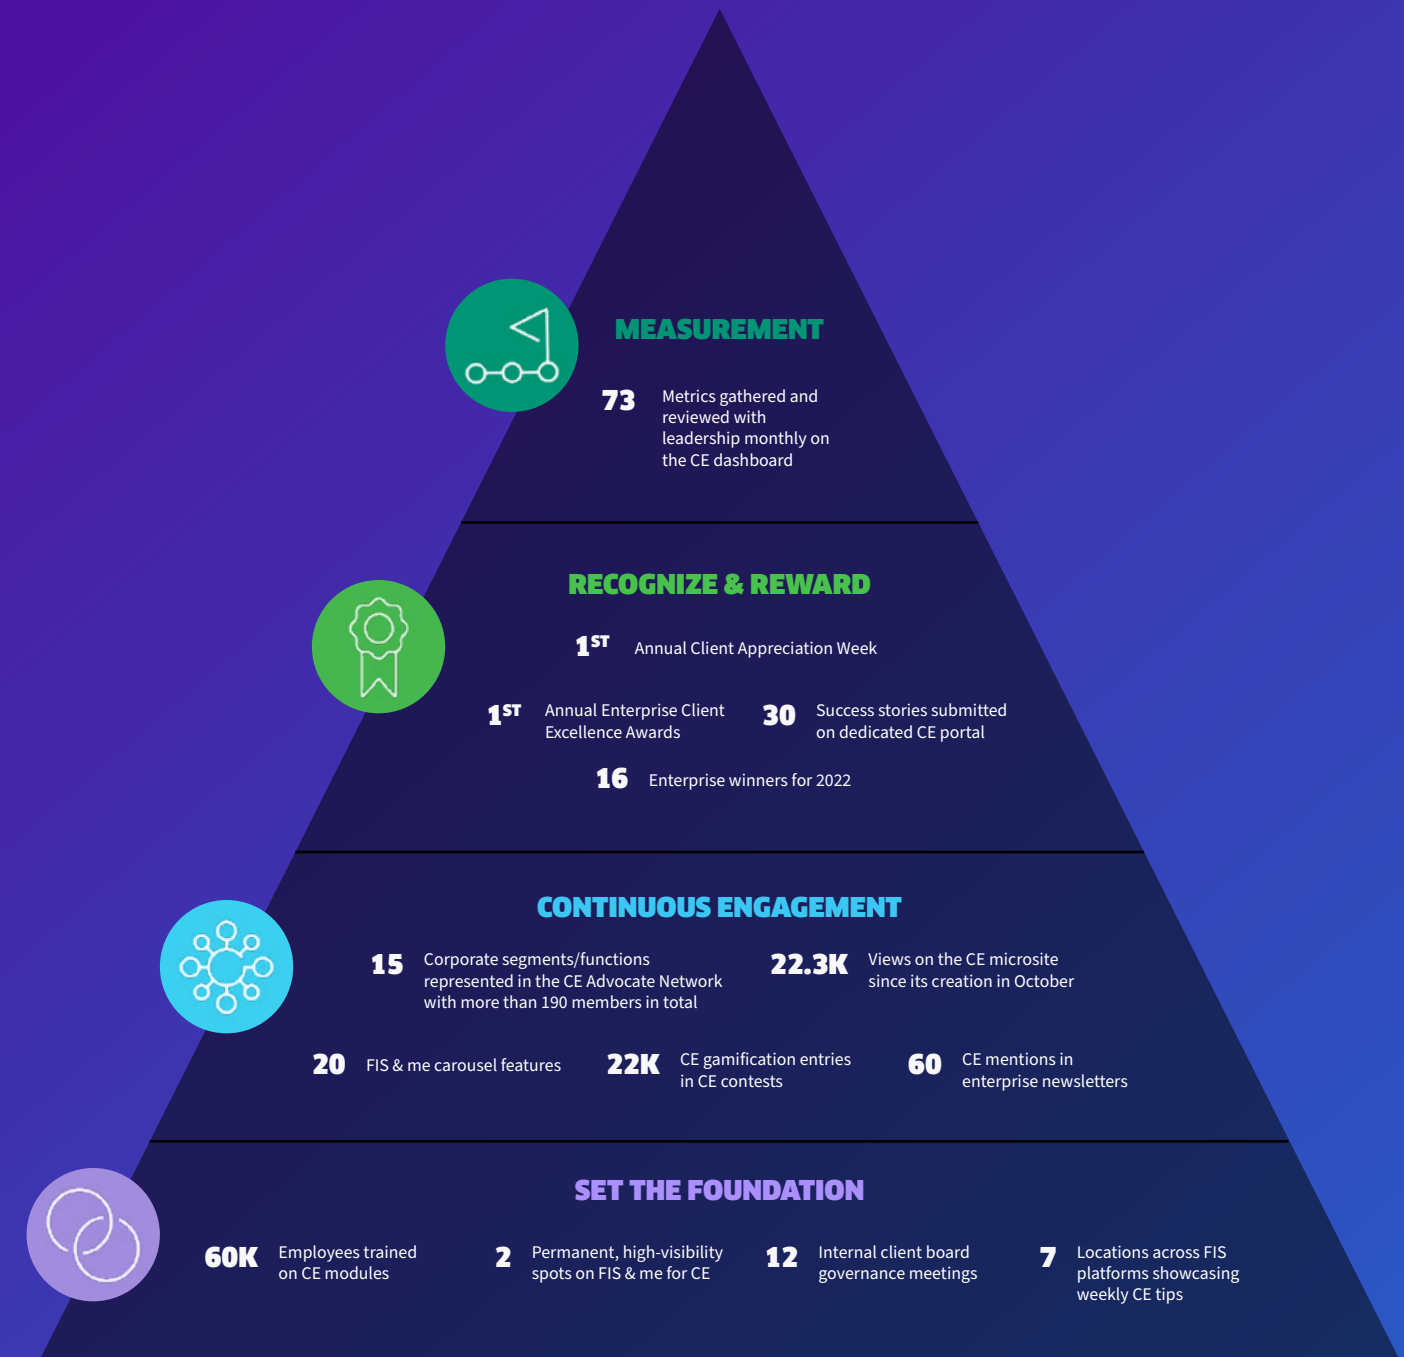 MEASUREMENT
73
Metrics gathered and
reviewed with
leadership monthly on
the CE dashboard
RECOGNIZE & REWARD
1ST
Annual Client Appreciation Week
1ST
Annual Enterprise Client
Excellence Awards
30
Success stories submitted
on dedicated CE portal
16
Enterprise winners for 2022
CONTINUOUS ENGAGEMENT
15
Corporate segments/functions
represented in the CE Advocate Network
with more than 190 members in total
22.3K
Views on the CE microsite
since its creation in October
20
FIS & me carousel features
22K
CE gamification entries
in CE contests
60
CE mentions in
enterprise newsletters
SET THE FOUNDATION
60K
Employees trained
on CE modules
2
Permanent, high-visibility
spots on FIS & me for CE
12
Internal client board
governance meetings
7
Locations across FIS
platforms showcasing
weekly CE tips